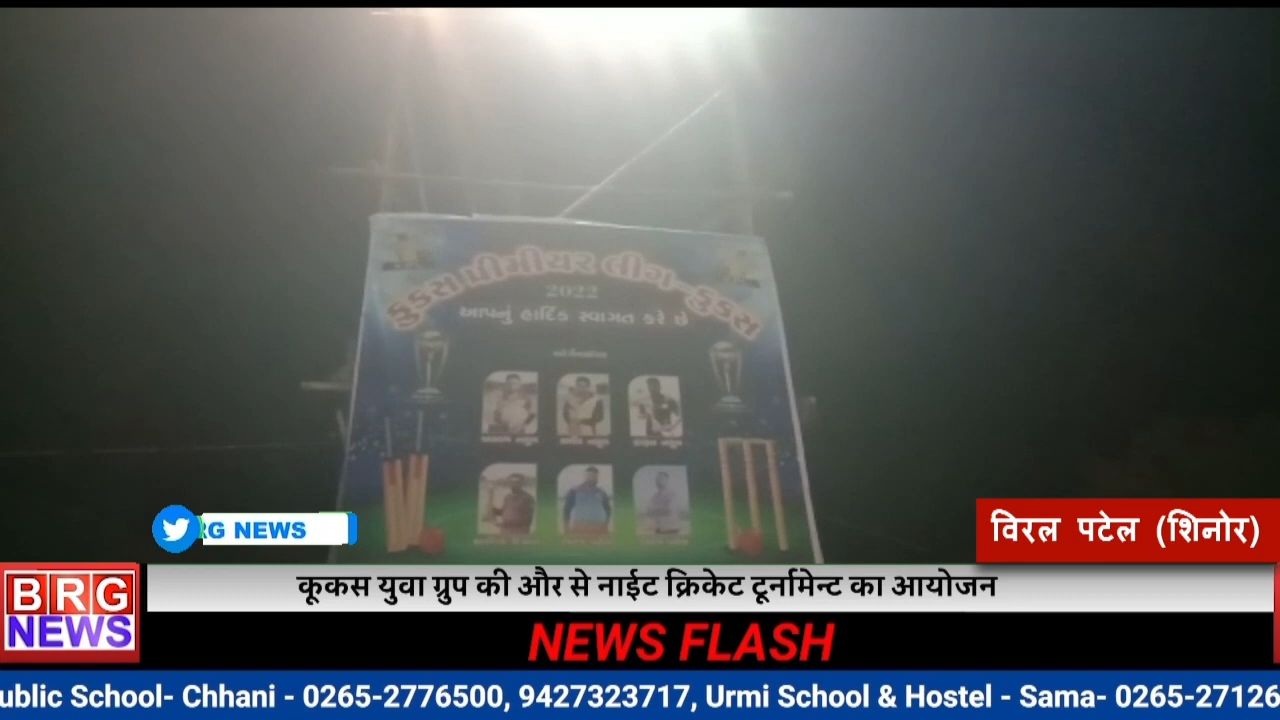 કુકસ પ્રીમીયર લીગ-કુકસ
2022
આપનું હાર્દિક સ્વાગત કરે છે
RG NEWS
विरल पटेल (शिनोर)
BRG
NEWS
कूकस युवा ग्रुप की और से नाईट क्रिकेट टूर्नामेन्ट का आयोजन
NEWS FLASH
ublic School- Chhani - 0265-2776500, 9427323717, Urmi School & Hostel - Sama- 0265-27126